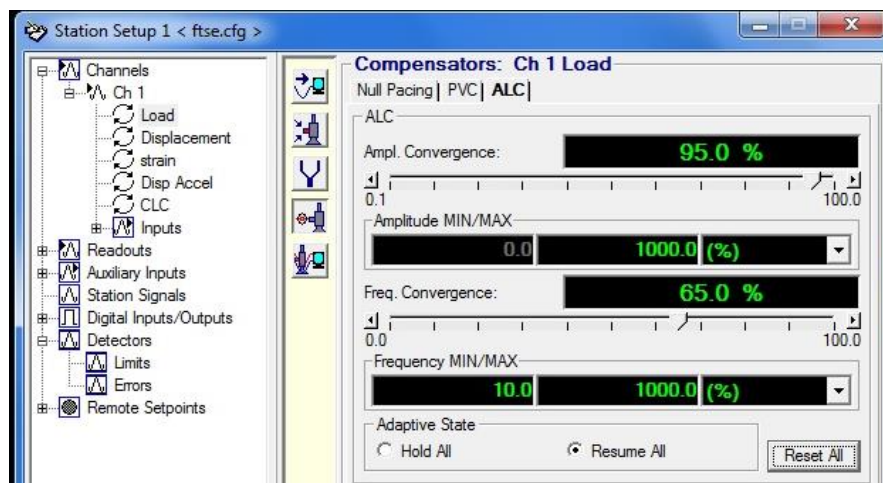 Station Setup 1 < ftse.cfg >
Channels
Ch 1
Load
Displacement
strain
Disp Accel
CLC
Inputs
Readouts
Auxiliary Inputs
Station Signals
Digital Inputs/Outputs
Detectors
Limits
Errors
Remote Setpoints
Compensators: Ch 1 Load
Null Pacing PVC ALC
ALC
Ampl. Convergence: 95.0 %
0.1 100.0
Amplitude MIN/MAX
0.0 1000.0 (%)
Freq. Convergence: 65.0 %
0.0 100.0
Frequency MIN/MAX
10.0 1000.0 (%)
Adaptive State
Hold All Resume All Reset All